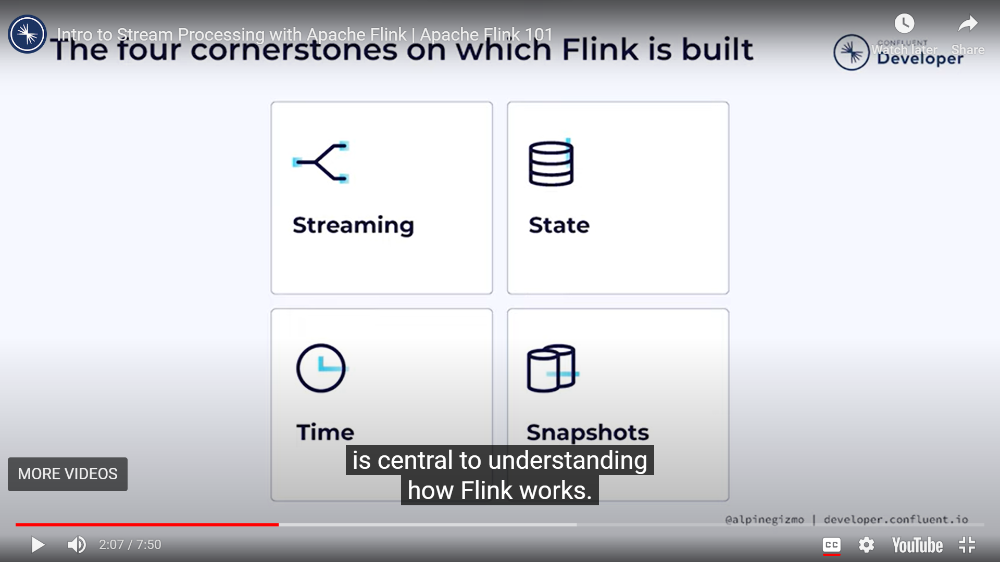 Intro to Stream Processing with Apache Flink | Apache Flink 101
The four cornerstones on which Flink is built
CONFLUENT
Developer
Watch later
Share
Streaming
State
Time
Snapshots
is central to understanding
how Flink works.
MORE VIDEOS
@alpinegizmo | developer.confluent.io
2:07 / 7:50
CC
YouTube